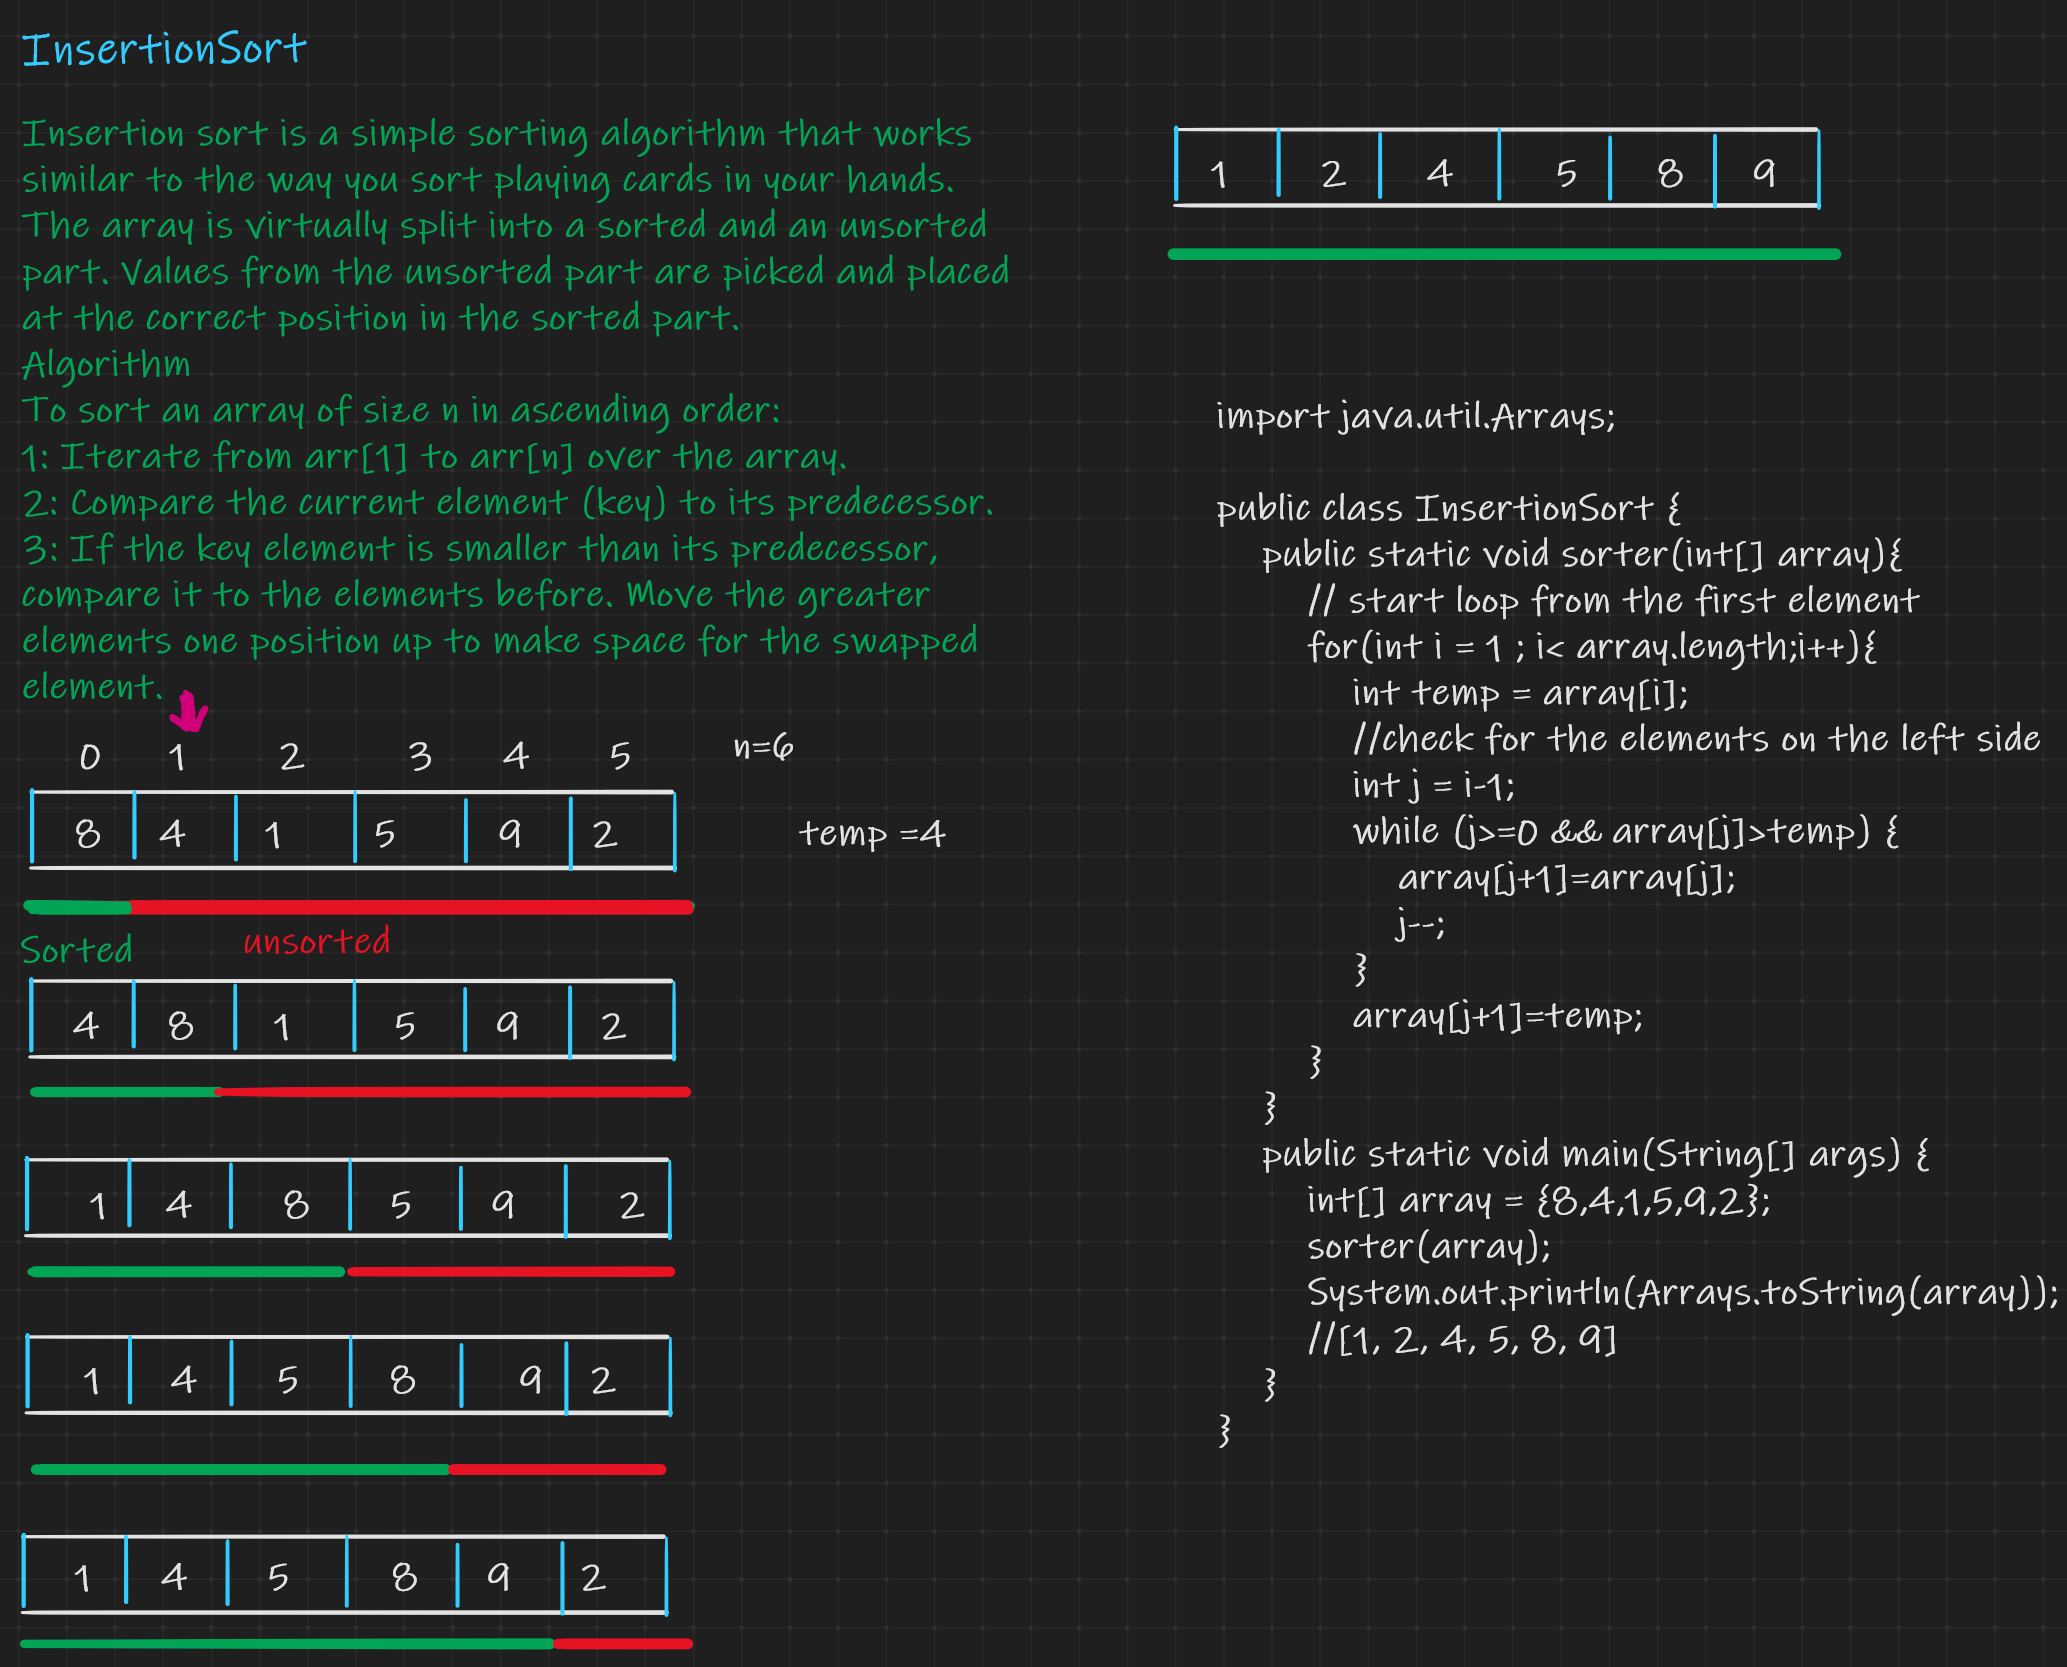 InsertionSort
Insertion sort is a simple sorting algorithm that works
similar to the way you sort playing cards in your hands.
The array is virtually split into a sorted and an unsorted
part. Values from the unsorted part are picked and placed
at the correct position in the sorted part.
Algorithm
To sort an array of size n in ascending order:
1: Iterate from arr[1] to arr[n] over the array.
2: Compare the current element (key) to its predecessor.
3: If the key element is smaller than its predecessor,
compare it to the elements before. Move the greater
elements one position up to make space for the swapped
element.
0 1 2 3 4 5
n=6
8 4 1 5 9 2
temp =4
Sorted unsorted
4 8 1 5 9 2
1 4 8 5 9 2
1 4 5 8 9 2
1 4 5 8 9 2
1 2 4 5 8 9
import java.util.Arrays;
public class InsertionSort {
public static void sorter(int[] array){
// start loop from the first element
for(int i = 1 ; i< array.length;i++){
int temp = array[i];
//check for the elements on the left side
int j = i-1;
while (j>=0 && array[j]>temp) {
array[j+1]=array[j];
j--;
}
array[j+1]=temp;
}
}
public static void main(String[] args) {
int[] array = {8,4,1,5,9,2};
sorter(array);
System.out.println(Arrays.toString(array));
//[1, 2, 4, 5, 8, 9]
}
}